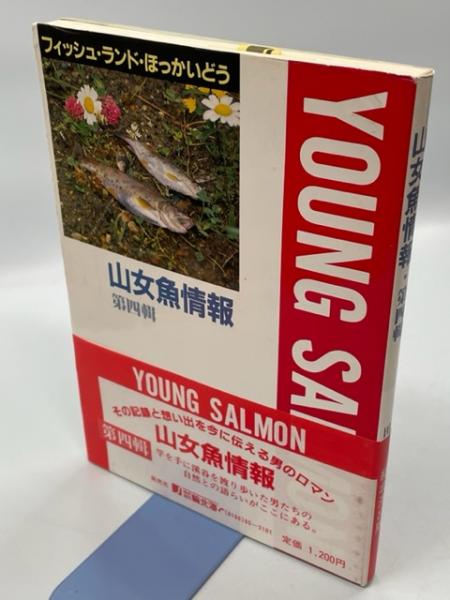 フィッシュ・ランド・ほっかいどう
YOUNG SAL
山女魚情報
第四輯
YOUNG SALMON
その記録と想い出を今に伝える男のロマン
第四輯
山女魚情報
竿を手に渓谷を渡り歩いた男たちの
自然との語らいがここにある。
定価 1,200円
山女魚情報・第四輯